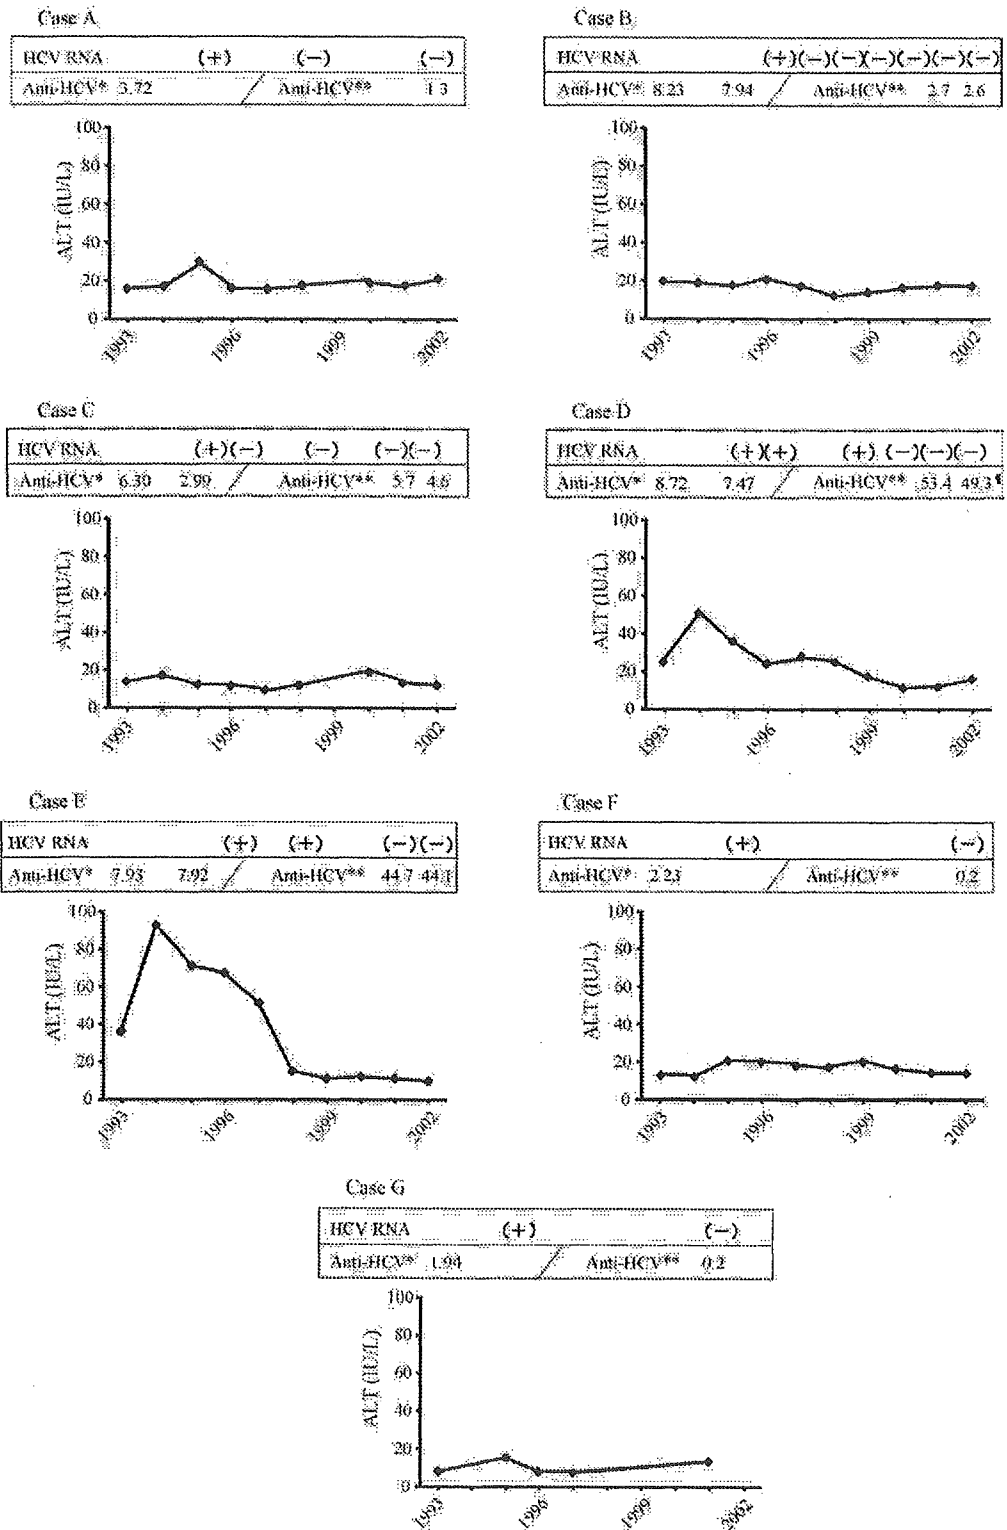 Case A
HCV RNA (+) (−) (−)
Anti-HCV* 3.72 / Anti-HCV** 1.3
100
80
60
40
20
0
ALT (IU/L)
1993 1996 1999 2002
Case B
HCV RNA (+)(−)(−)(−)(−)(−)(−)
Anti-HCV* 8.23 7.94 / Anti-HCV** 2.7 2.6
100
80
60
40
20
0
ALT (IU/L)
1993 1996 1999 2002
Case C
HCV RNA (+)(−) (−) (−)(−)
Anti-HCV* 6.30 2.99 / Anti-HCV** 5.7 4.6
100
80
60
40
20
0
ALT (IU/L)
1993 1996 1999 2002
Case D
HCV RNA (+)(+) (+) (−)(−)(−)
Anti-HCV* 8.72 7.47 / Anti-HCV** 53.4 49.3¶
100
80
60
40
20
0
ALT (IU/L)
1993 1996 1999 2002
Case E
HCV RNA (+) (+) (−)(−)
Anti-HCV* 7.93 7.92 / Anti-HCV** 44.7 44.1
100
80
60
40
20
0
ALT (IU/L)
1993 1996 1999 2002
Case F
HCV RNA (+) (−)
Anti-HCV* 2.23 / Anti-HCV** 0.2
100
80
60
40
20
0
ALT (IU/L)
1993 1996 1999 2002
Case G
HCV RNA (+) (−)
Anti-HCV* 1.94 / Anti-HCV** 0.2
100
80
60
40
20
0
ALT (IU/L)
1993 1996 1999 2002